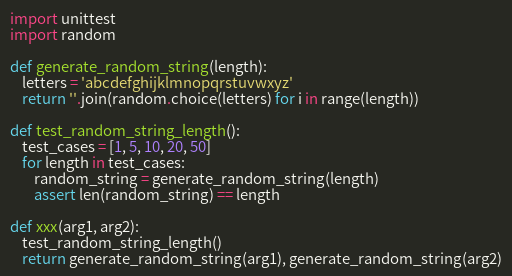 import unittest
import random
def generate_random_string(length):
letters = 'abcdefghijklmnopqrstuvwxyz'
return ''.join(random.choice(letters) for i in range(length))
def test_random_string_length():
test_cases = [1, 5, 10, 20, 50]
for length in test_cases:
random_string = generate_random_string(length)
assert len(random_string) == length
def xxx(arg1, arg2):
test_random_string_length()
return generate_random_string(arg1), generate_random_string(arg2)